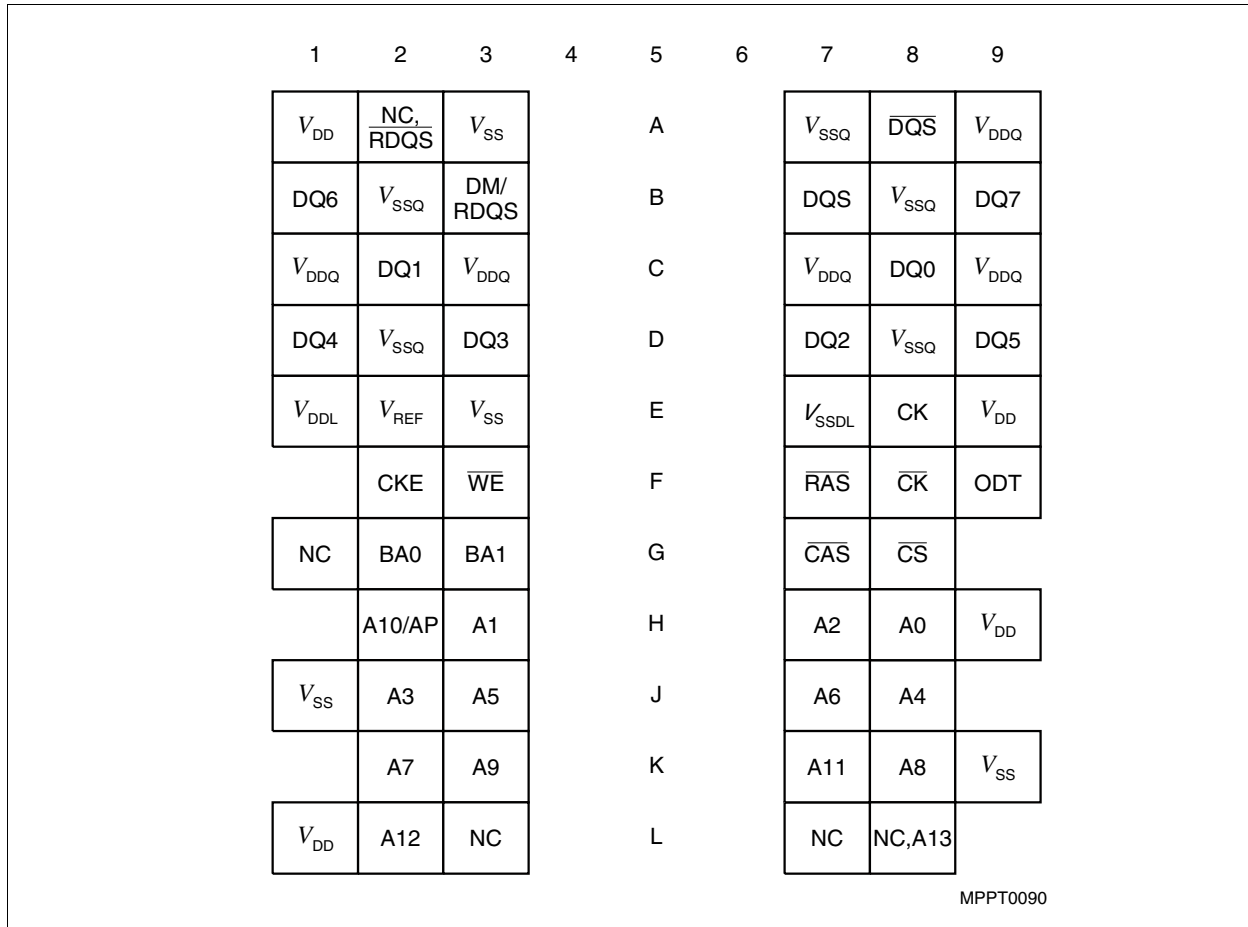 1 2 3 4 5 6 7 8 9
VDD NC, RDQS VSS A VSSQ DQS VDDQ
DQ6 VSSQ DM/ RDQS B DQS VSSQ DQ7
VDDQ DQ1 VDDQ C VDDQ DQ0 VDDQ
DQ4 VSSQ DQ3 D DQ2 VSSQ DQ5
VDDL VREF VSS E VSSDL CK VDD
CKE WE F RAS CK ODT
NC BA0 BA1 G CAS CS
A10/AP A1 H A2 A0 VDD
VSS A3 A5 J A6 A4
A7 A9 K A11 A8 VSS
VDD A12 NC L NC NC,A13
MPPT0090